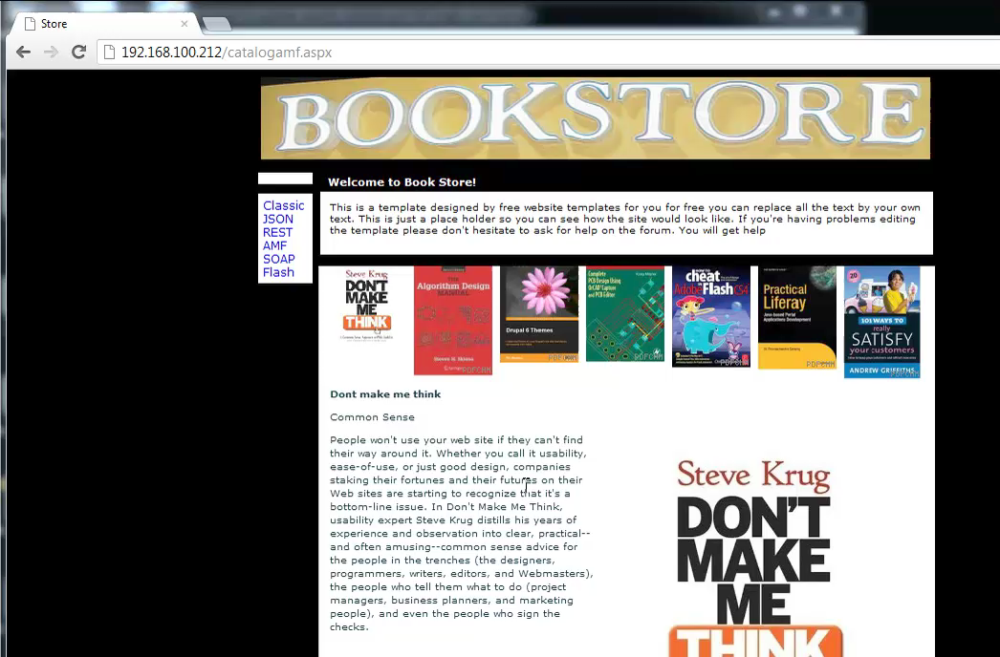 Store
192.168.100.212/catalogamf.aspx
BOOKSTORE
Welcome to Book Store!
Classic
JSON
REST
AMF
SOAP
Flash
This is a template designed by free website templates for you for free you can replace all the text by your own
text. This is just a place holder so you can see how the site would look like. If you're having problems editing
the template please don't hesitate to ask for help on the forum. You will get help
Steve Krug
DON'T
MAKE
ME
THINK
Algorithm Design
Drupal 6 Themes
Complete
PCB Design Using
OrCAD Capture
and PCB Editor
cheat
Adobe Flash CS4
Practical
Liferay
101 WAYS TO
really
SATISFY
your customers
ANDREW GRIFFITHS
Dont make me think
Common Sense
People won't use your web site if they can't find
their way around it. Whether you call it usability,
ease-of-use, or just good design, companies
staking their fortunes and their futures on their
Web sites are starting to recognize that it's a
bottom-line issue. In Don't Make Me Think,
usability expert Steve Krug distills his years of
experience and observation into clear, practical--
and often amusing--common sense advice for
the people in the trenches (the designers,
programmers, writers, editors, and Webmasters),
the people who tell them what to do (project
managers, business planners, and marketing
people), and even the people who sign the
checks.
Steve Krug
DON'T
MAKE
ME
THINK